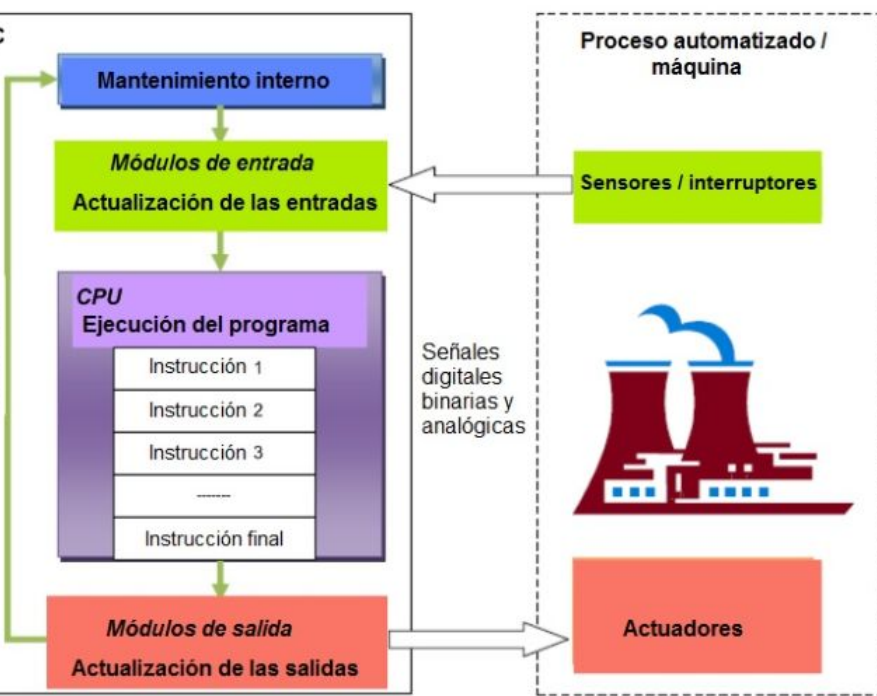 C
Mantenimiento interno
Módulos de entrada
Actualización de las entradas
CPU
Ejecución del programa
Instrucción 1
Instrucción 2
Instrucción 3
-------
Instrucción final
Módulos de salida
Actualización de las salidas
Señales
digitales
binarias y
analógicas
Proceso automatizado /
máquina
Sensores / interruptores
Actuadores